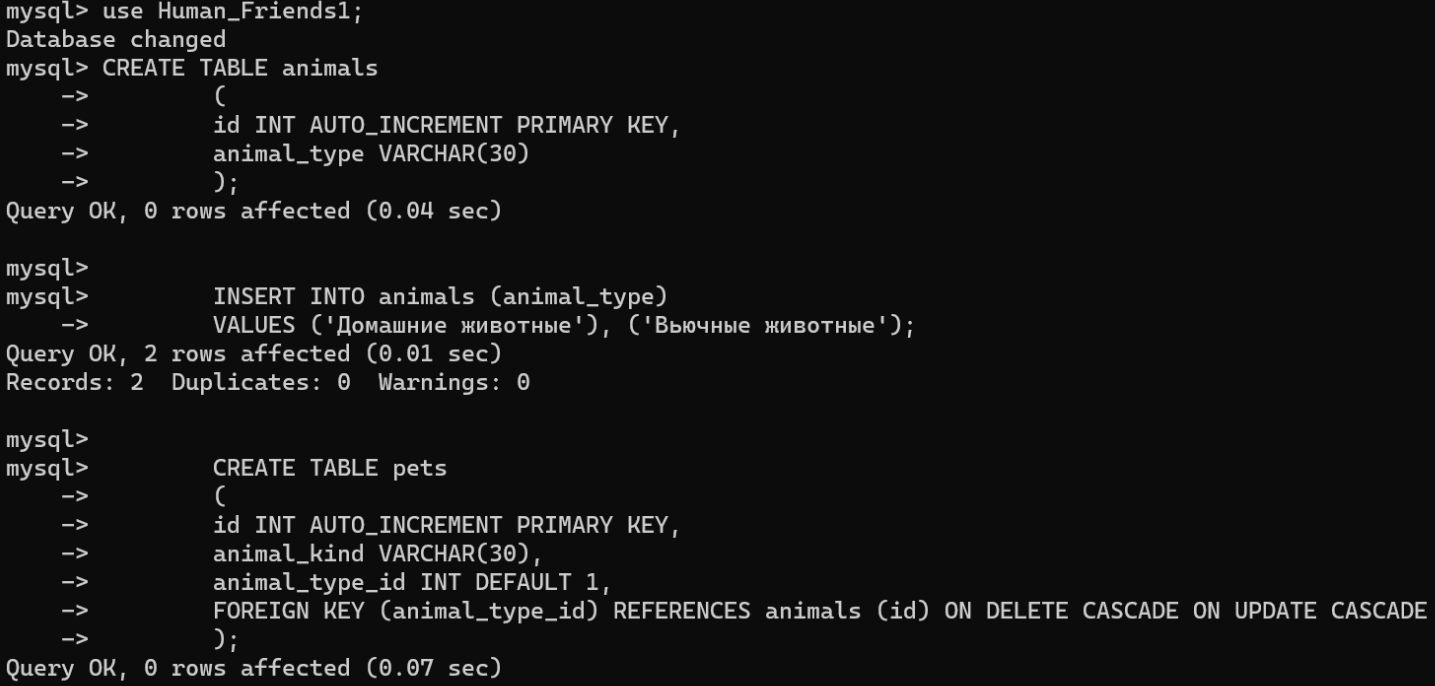 mysql> use Human_Friends1;
Database changed
mysql> CREATE TABLE animals
    ->         (
    ->         id INT AUTO_INCREMENT PRIMARY KEY,
    ->         animal_type VARCHAR(30)
    ->         );
Query OK, 0 rows affected (0.04 sec)

mysql>
mysql>         INSERT INTO animals (animal_type)
    ->         VALUES ('Домашние животные'), ('Вьючные животные');
Query OK, 2 rows affected (0.01 sec)
Records: 2  Duplicates: 0  Warnings: 0

mysql>
mysql>         CREATE TABLE pets
    ->         (
    ->         id INT AUTO_INCREMENT PRIMARY KEY,
    ->         animal_kind VARCHAR(30),
    ->         animal_type_id INT DEFAULT 1,
    ->         FOREIGN KEY (animal_type_id) REFERENCES animals (id) ON DELETE CASCADE ON UPDATE CASCADE
    ->         );
Query OK, 0 rows affected (0.07 sec)